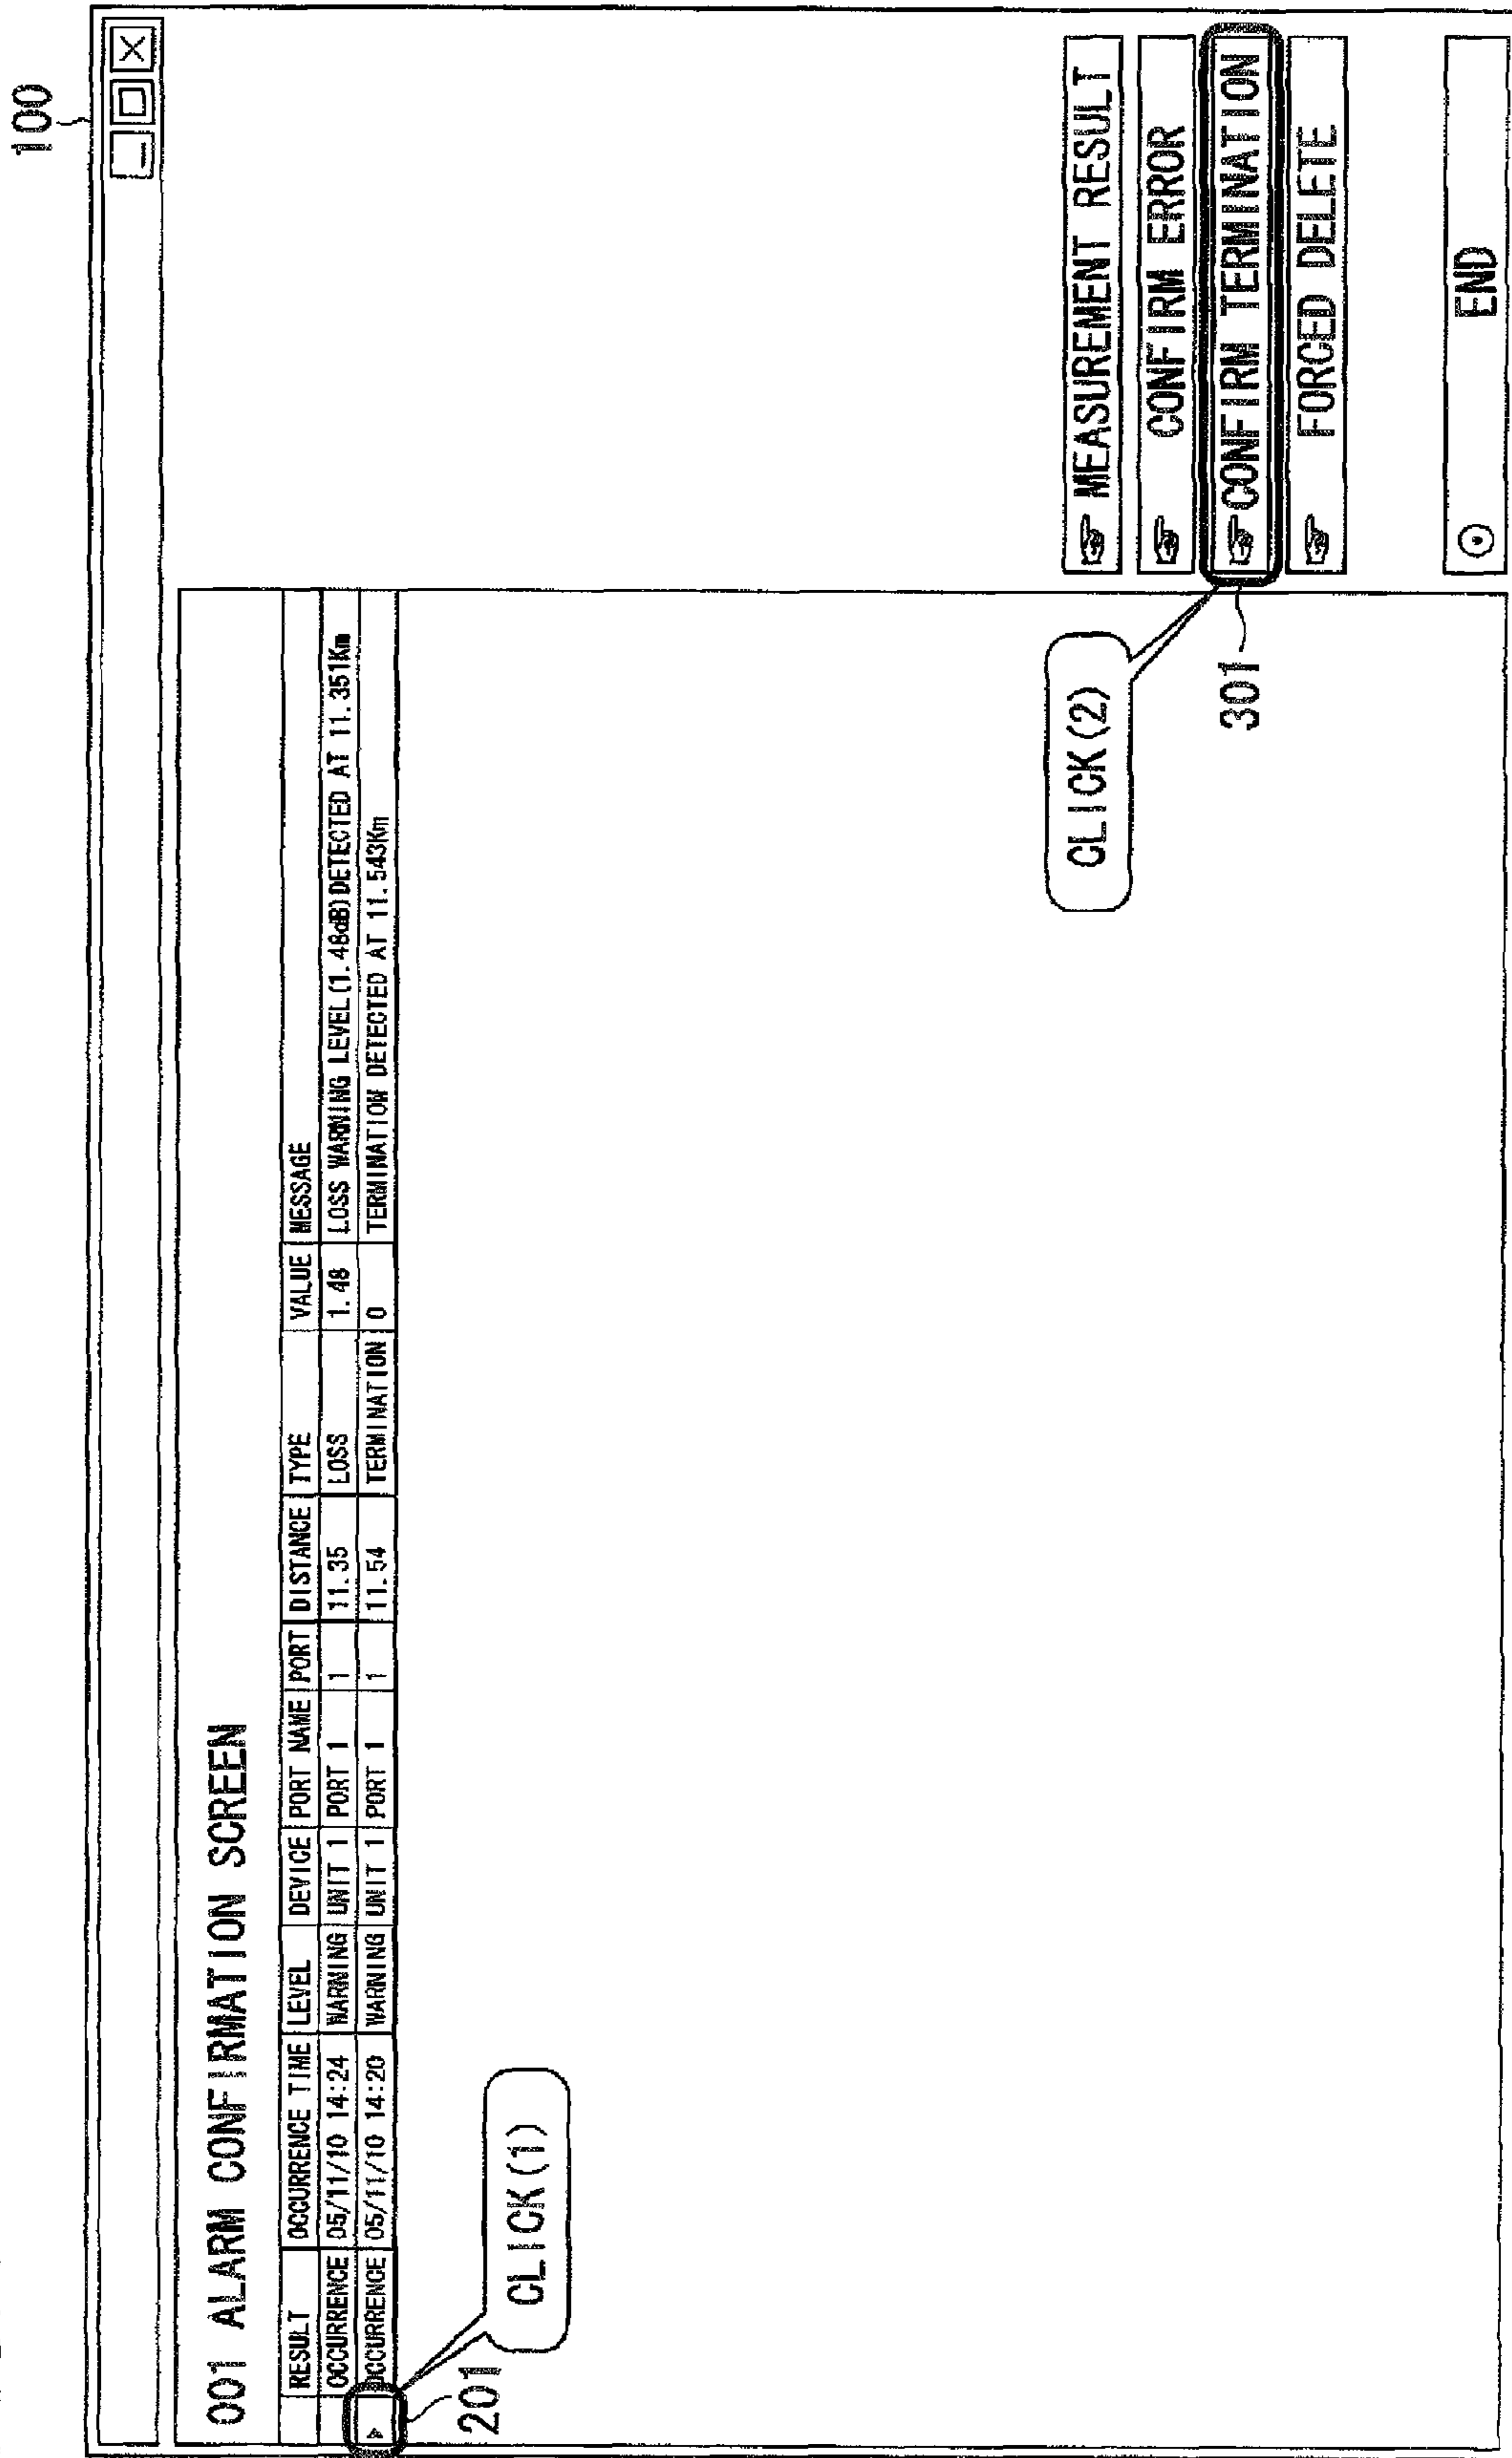 100
001 ALARM CONFIRMATION SCREEN
RESULT OCCURRENCE TIME LEVEL DEVICE PORT NAME PORT DISTANCE TYPE VALUE MESSAGE
OCCURRENCE 05/11/10 14:24 WARNING UNIT 1 PORT 1 1 11.35 LOSS 1.48 LOSS WARNING LEVEL(1.48dB)DETECTED AT 11.351Km
OCCURRENCE 05/11/10 14:20 WARNING UNIT 1 PORT 1 1 11.54 TERMINATION 0 TERMINATION DETECTED AT 11.543Km
201
CLICK(1)
CLICK(2)
301
MEASUREMENT RESULT
CONFIRM ERROR
CONFIRM TERMINATION
FORCED DELETE
END